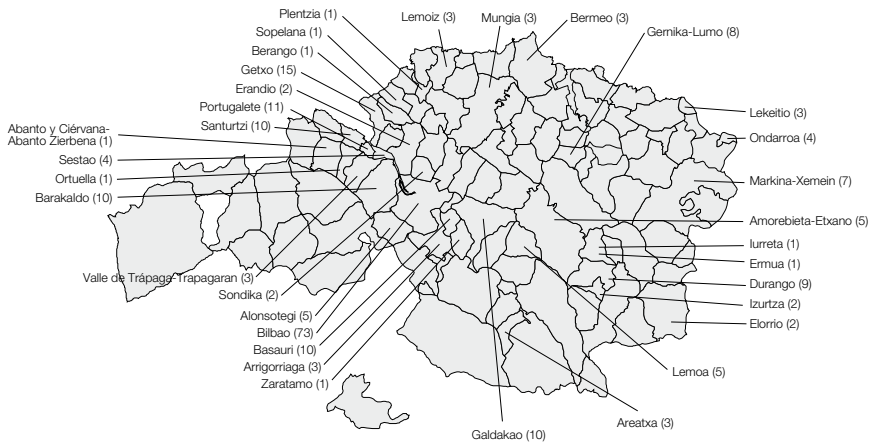 Plentzia (1)
Sopelana (1)
Berango (1)
Getxo (15)
Erandio (2)
Portugalete (11)
Santurtzi (10)
Abanto y Ciérvana-
Abanto Zierbena (1)
Sestao (4)
Ortuella (1)
Barakaldo (10)
Valle de Trápaga-Trapagaran (3)
Sondika (2)
Alonsotegi (5)
Bilbao (73)
Basauri (10)
Arrigorriaga (3)
Zaratamo (1)
Lemoiz (3)
Mungia (3)
Bermeo (3)
Gernika-Lumo (8)
Lekeitio (3)
Ondarroa (4)
Markina-Xemein (7)
Amorebieta-Etxano (5)
Iurreta (1)
Ermua (1)
Durango (9)
Izurtza (2)
Elorrio (2)
Lemoa (5)
Areatxa (3)
Galdakao (10)